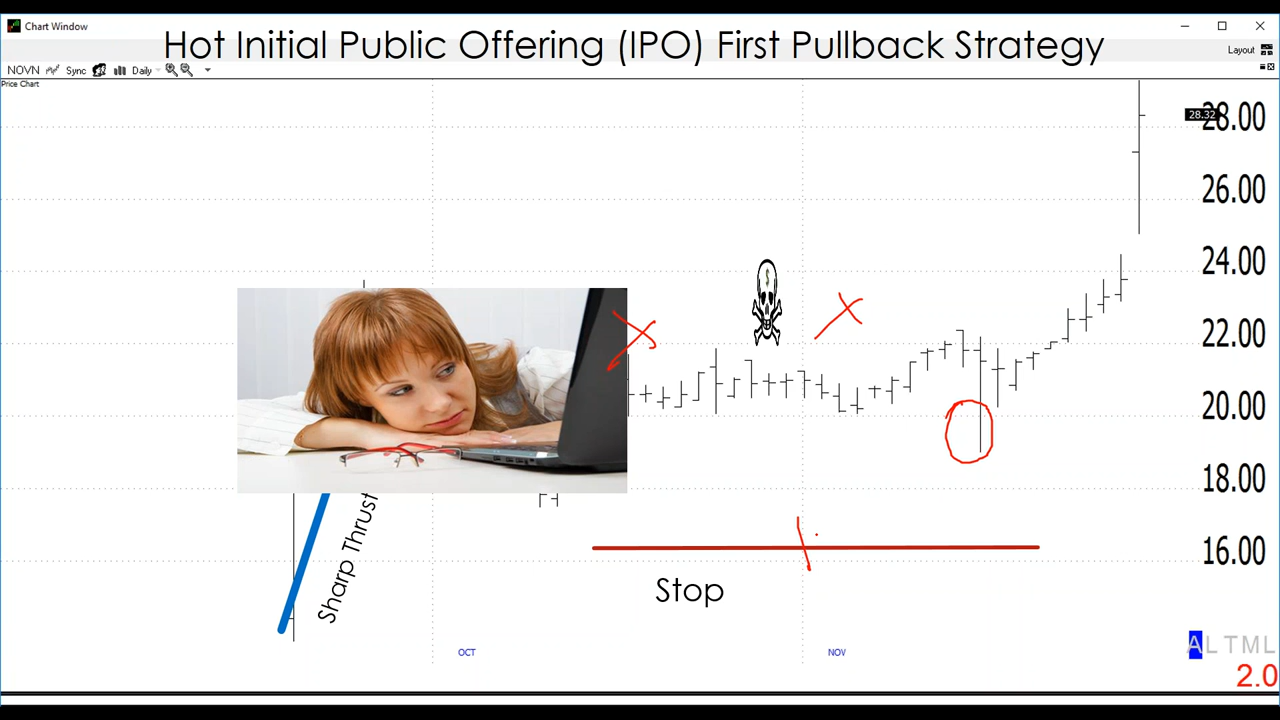 Chart Window
Hot Initial Public Offering (IPO) First Pullback Strategy
Layout
NOVN Sync Daily
Price Chart
28.32
28.00
26.00
24.00
$
22.00
20.00
18.00
Sharp Thrust
16.00
Stop
ALTML
OCT NOV
2.0